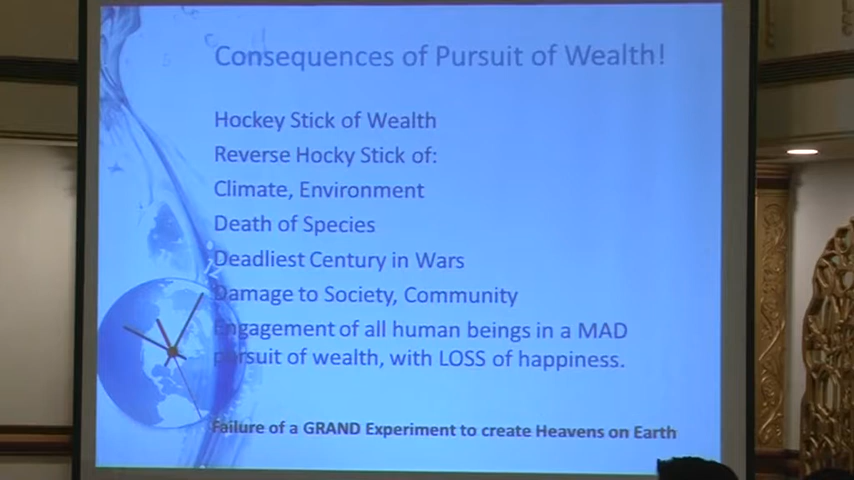 Consequences of Pursuit of Wealth!
Hockey Stick of Wealth
Reverse Hocky Stick of:
Climate, Environment
Death of Species
Deadliest Century in Wars
Damage to Society, Community
Engagement of all human beings in a MAD
pursuit of wealth, with LOSS of happiness.
Failure of a GRAND Experiment to create Heavens on Earth